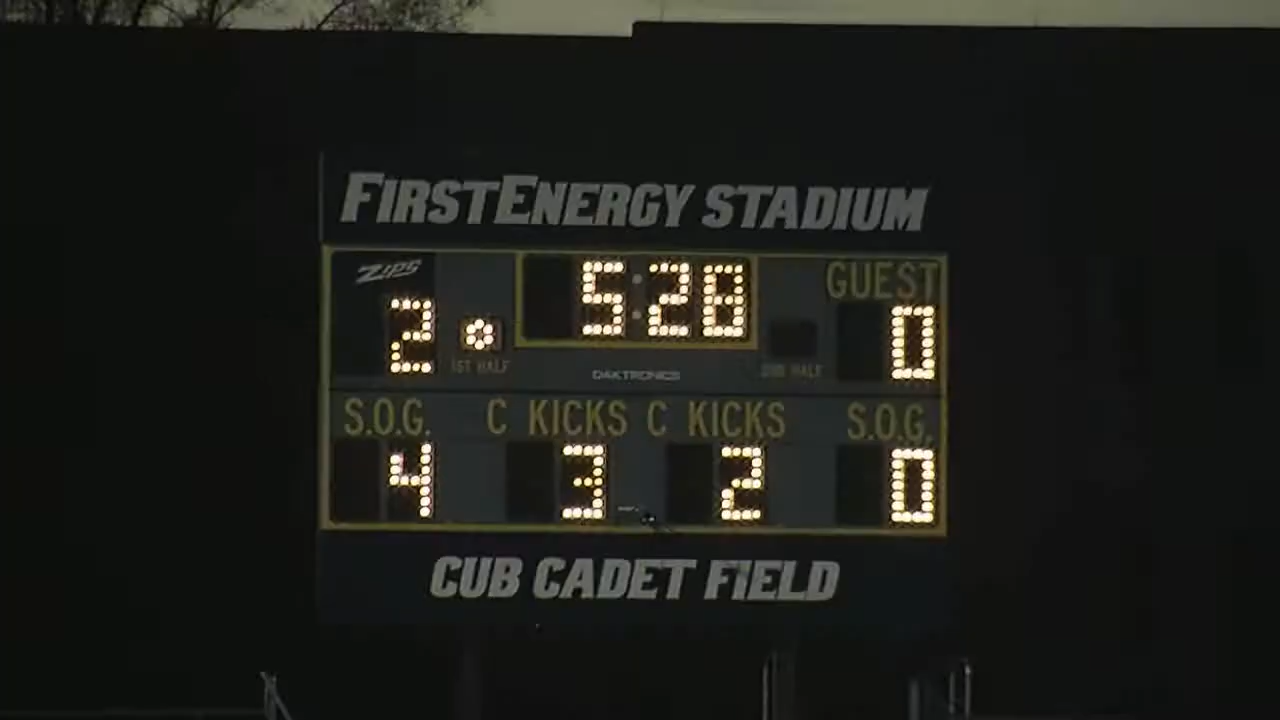 FIRSTENERGY STADIUM
ZIPS 5:28 GUEST
2 0
1ST HALF DAKTRONICS 2ND HALF
S.O.G. C KICKS C KICKS S.O.G.
4 3 2 0
CUB CADET FIELD